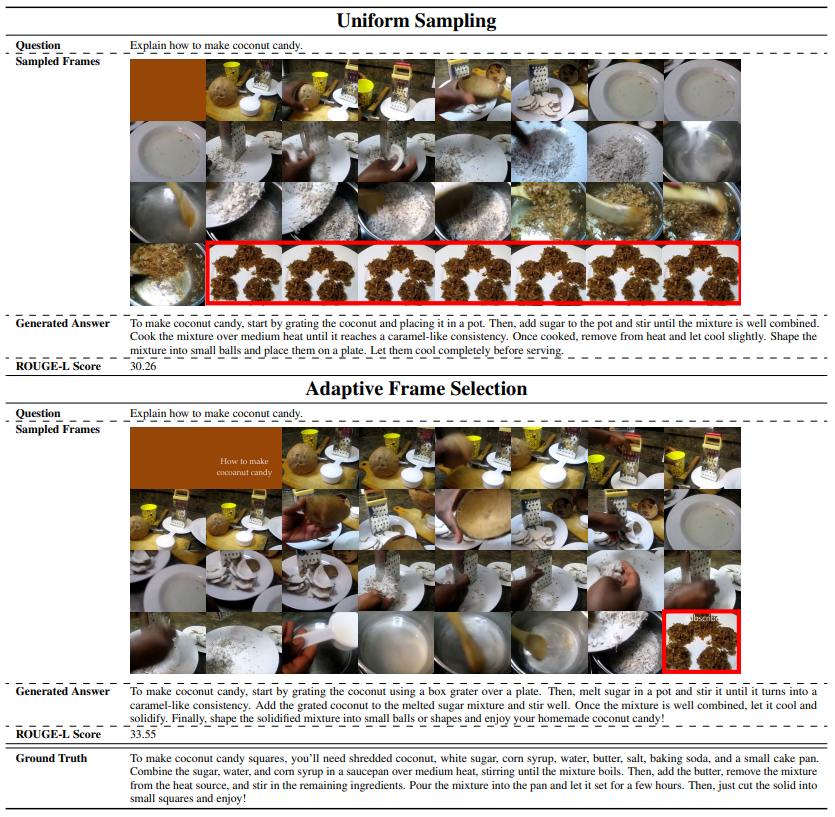 Uniform Sampling
Question
Explain how to make coconut candy.
Sampled Frames
Generated Answer
To make coconut candy, start by grating the coconut and placing it in a pot. Then, add sugar to the pot and stir until the mixture is well combined.
Cook the mixture over medium heat until it reaches a caramel-like consistency. Once cooked, remove from heat and let cool slightly. Shape the
mixture into small balls and place them on a plate. Let them cool completely before serving.
ROUGE-L Score
30.26
Adaptive Frame Selection
Question
Explain how to make coconut candy.
Sampled Frames
How to make
cocoanut candy
ubscribe
Generated Answer
To make coconut candy, start by grating the coconut using a box grater over a plate. Then, melt sugar in a pot and stir it until it turns into a
caramel-like consistency. Add the grated coconut to the melted sugar mixture and stir well. Once the mixture is well combined, let it cool and
solidify. Finally, shape the solidified mixture into small balls or shapes and enjoy your homemade coconut candy!
ROUGE-L Score
33.55
Ground Truth
To make coconut candy squares, you'll need shredded coconut, white sugar, corn syrup, water, butter, salt, baking soda, and a small cake pan.
Combine the sugar, water, and corn syrup in a saucepan over medium heat, stirring until the mixture boils. Then, add the butter, remove the mixture
from the heat source, and stir in the remaining ingredients. Pour the mixture into the pan and let it set for a few hours. Then, just cut the solid into
small squares and enjoy!